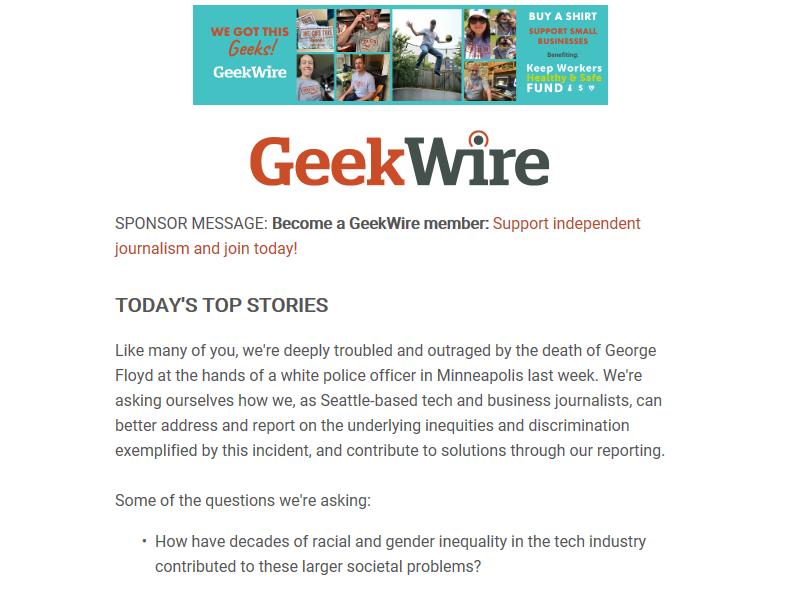 WE GOT THIS
Geeks!
GeekWire
BUY A SHIRT
SUPPORT SMALL
BUSINESSES
Benefiting:
Keep Workers
Healthy & Safe
FUND
GeekWire
SPONSOR MESSAGE: Become a GeekWire member: Support independent
journalism and join today!
TODAY'S TOP STORIES
Like many of you, we're deeply troubled and outraged by the death of George
Floyd at the hands of a white police officer in Minneapolis last week. We're
asking ourselves how we, as Seattle-based tech and business journalists, can
better address and report on the underlying inequities and discrimination
exemplified by this incident, and contribute to solutions through our reporting.
Some of the questions we're asking:
• How have decades of racial and gender inequality in the tech industry
contributed to these larger societal problems?